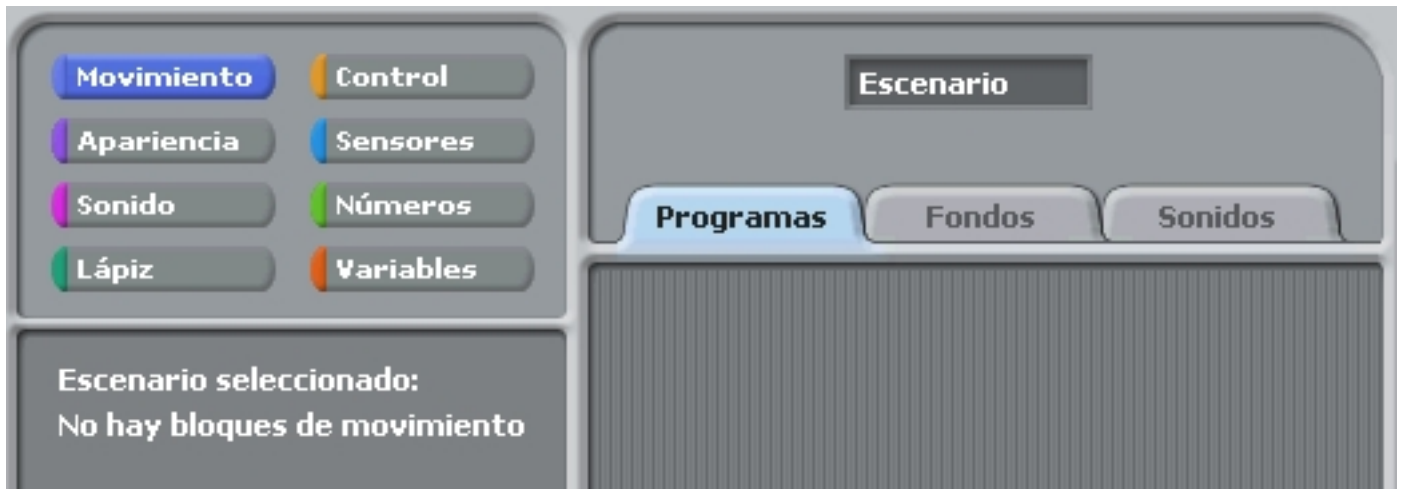 Movimiento
Control
Apariencia
Sensores
Sonido
Números
Lápiz
Variables
Escenario seleccionado:
No hay bloques de movimiento
Escenario
Programas
Fondos
Sonidos